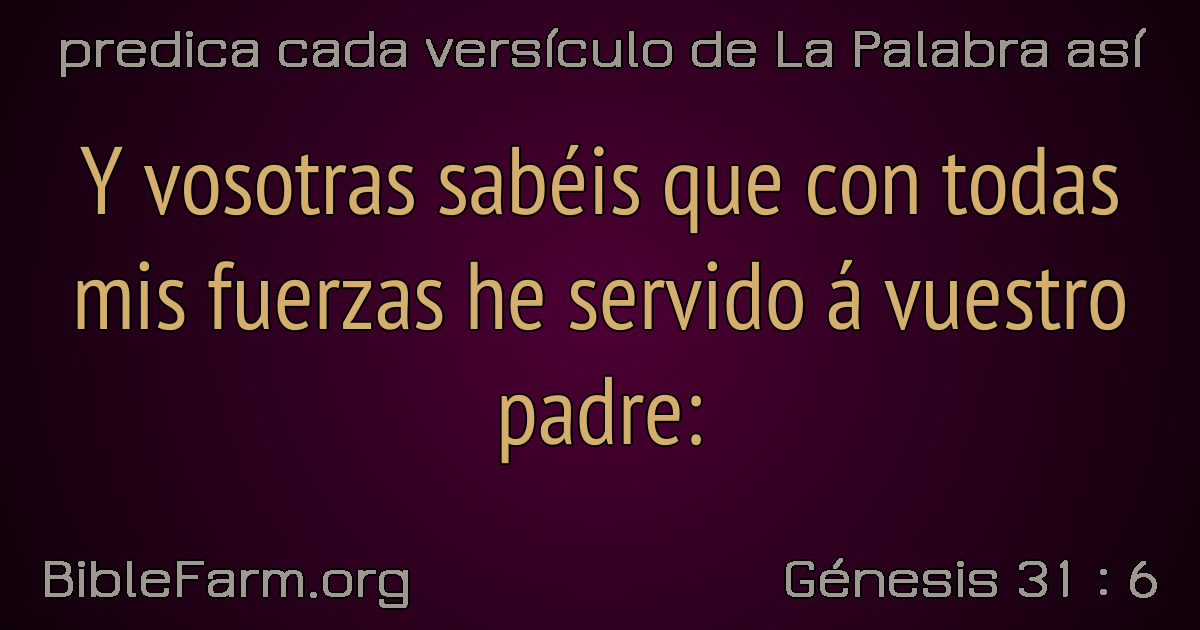 predica cada versículo de La Palabra así
Y vosotras sabéis que con todas
mis fuerzas he servido á vuestro
padre:
BibleFarm.org
Génesis 31 : 6